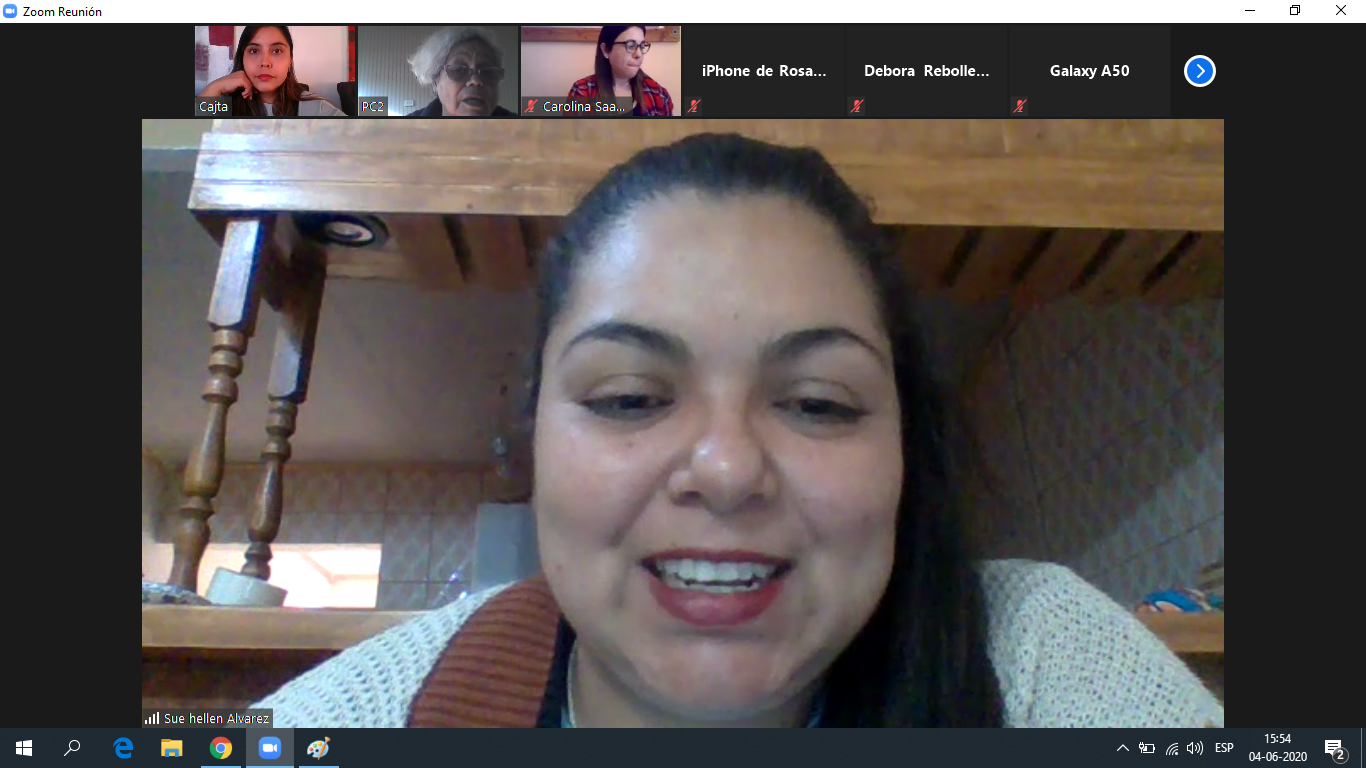 Zoom Reunión
Cajta
PC2
Carolina Saa...
iPhone de Rosa...
Debora Rebolle...
Galaxy A50
Sue hellen Alvarez
ESP
15:54
04-06-2020
2